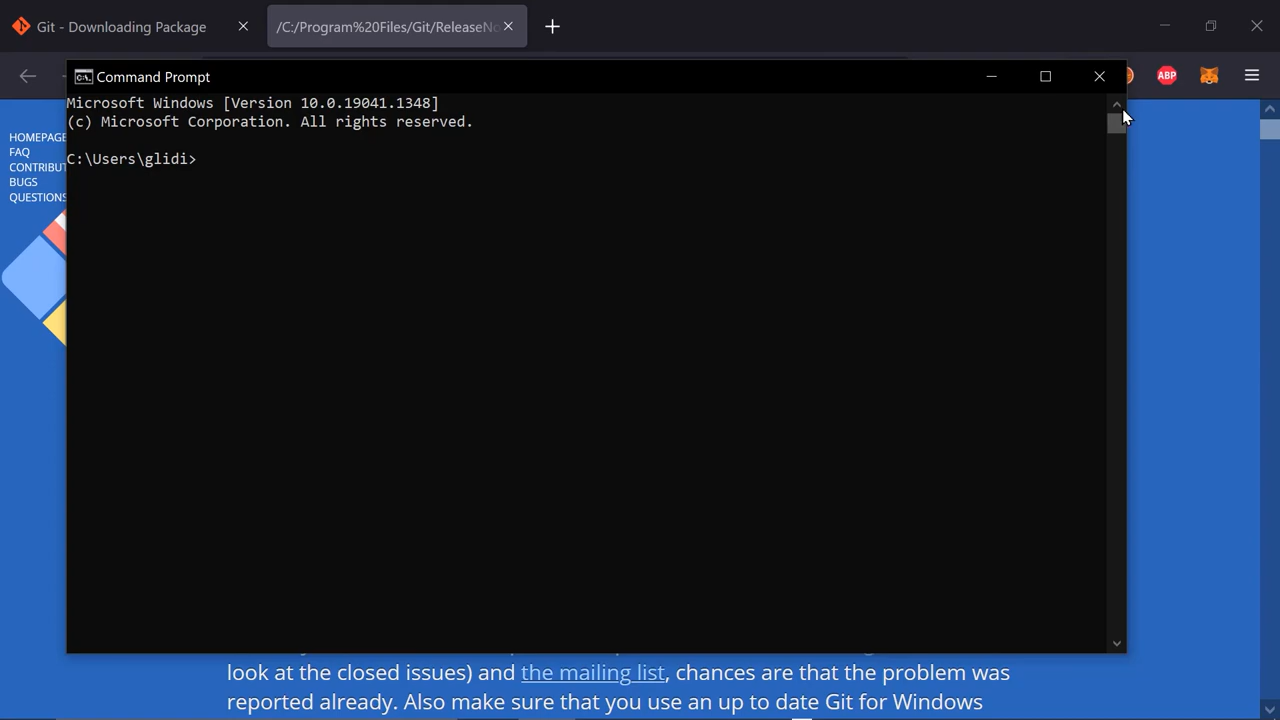 Git - Downloading Package
/C:/Program%20Files/Git/ReleaseNo
Command Prompt
ABP
Microsoft Windows [Version 10.0.19041.1348]
(c) Microsoft Corporation. All rights reserved.
C:\Users\glidi>
HOMEPAGE
FAQ
CONTRIBUT
BUGS
QUESTIONS
look at the closed issues) and the mailing list, chances are that the problem was
reported already. Also make sure that you use an up to date Git for Windows